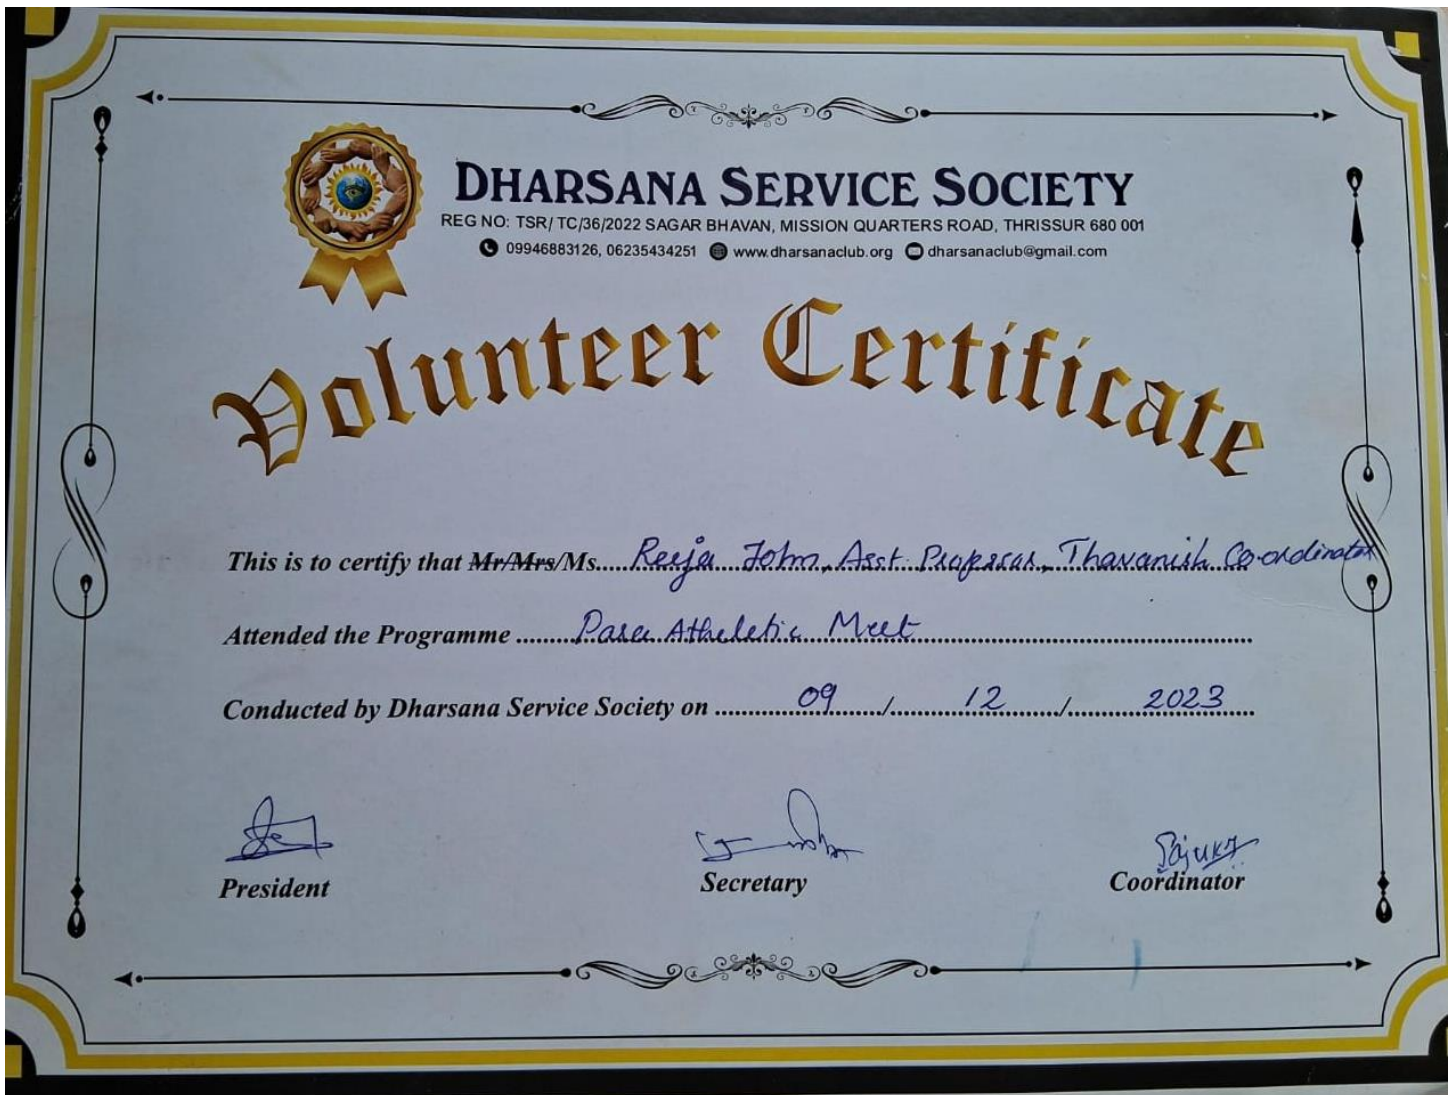 DHARSANA SERVICE SOCIETY
REG NO: TSR/ TC/36/2022 SAGAR BHAVAN, MISSION QUARTERS ROAD, THRISSUR 680 001
09946883126, 06235434251 www.dharsanaclub.org dharsanaclub@gmail.com
Volunteer Certificate
This is to certify that Mr/Mrs/Ms..... Reeja John, Asst. Professor, Thavanish Co-ordinator
Attended the Programme ........ Para Atheletic Meet
Conducted by Dharsana Service Society on ........ 09 / 12 / 2023
President
Secretary
Coordinator